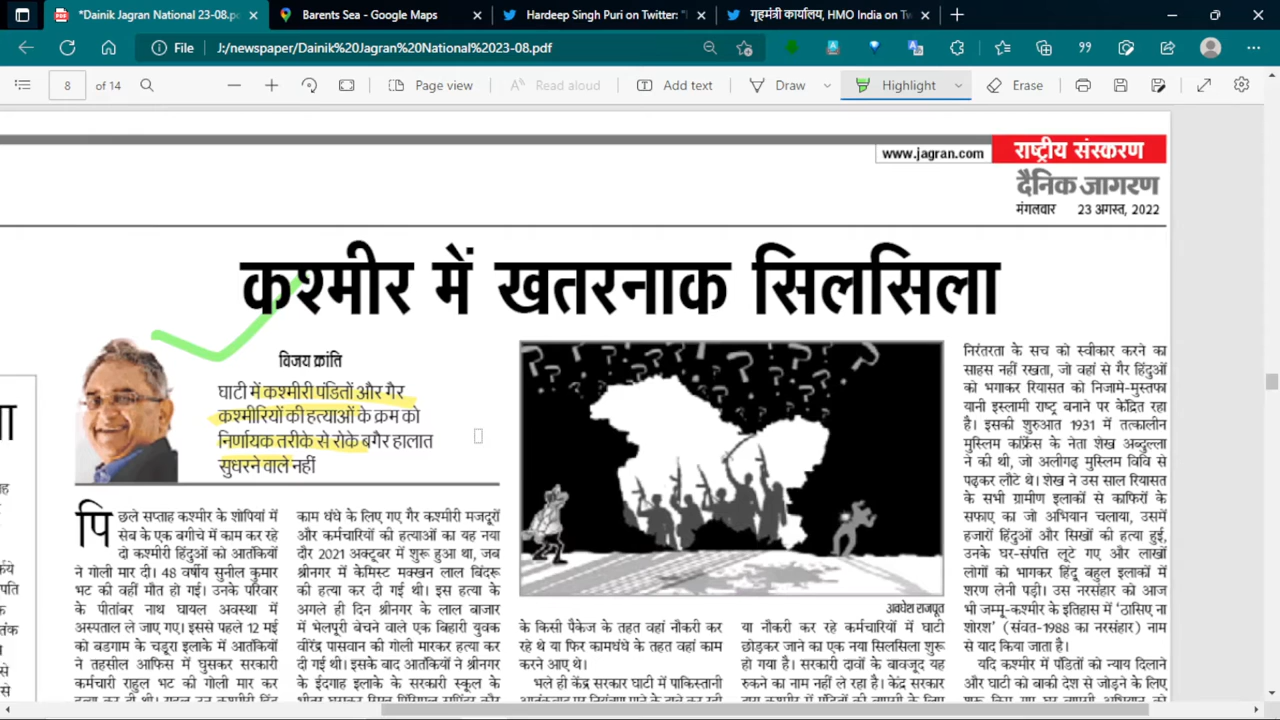 *Dainik Jagran National 23-08.p
Barents Sea - Google Maps
Hardeep Singh Puri on Twitter: "
गृहमंत्री कार्यालय, HMO India on Tw
File
J:/newspaper/Dainik%20Jagran%20National%2023-08.pdf
8 of 14
Page view
Read aloud
Add text
Draw
Highlight
Erase
www.jagran.com
राष्ट्रीय संस्करण
दैनिक जागरण
मंगलवार 23 अगस्त, 2022
कश्मीर में खतरनाक सिलसिला
विजय क्रांति
घाटी में कश्मीरी पंडितों और गैर
कश्मीरियों की हत्याओं के क्रम को
निर्णायक तरीके से रोके बगैर हालात
सुधरने वाले नहीं
पिछले सप्ताह कश्मीर के शोपियां में
सेब के एक बगीचे में काम कर रहे
दो कश्मीरी हिंदुओं को आतंकियों
ने गोली मार दी। 48 वर्षीय सुनील कुमार
भट की वहीं मौत हो गई। उनके परिवार
के पीतांबर नाथ घायल अवस्था में
अस्पताल ले जाए गए। इससे पहले 12 मई
को बडगाम के चडूरा इलाके में आतंकियों
ने तहसील आफिस में घुसकर सरकारी
कर्मचारी राहुल भट की गोली मार कर
काम धंधे के लिए गए गैर कश्मीरी मजदूरों
और कर्मचारियों की हत्याओं का यह नया
दौर 2021 अक्टूबर में शुरू हुआ था, जब
श्रीनगर में केमिस्ट मक्खन लाल बिंदरू
की हत्या कर दी गई थी। इस हत्या के
अगले ही दिन श्रीनगर के लाल बाजार
में भेलपूरी बेचने वाले एक बिहारी युवक
वीरेंद्र पासवान की गोली मारकर हत्या कर
दी गई थी। इसके बाद आतंकियों ने श्रीनगर
के ईदगाह इलाके के सरकारी स्कूल के
अवधेश राजपूत
के किसी पैकेज के तहत वहां नौकरी कर
रहे थे या फिर कामधंधे के तहत वहां काम
करने आए थे।
भले ही केंद्र सरकार घाटी में पाकिस्तानी
या नौकरी कर रहे कर्मचारियों में घाटी
छोड़कर जाने का एक नया सिलसिला शुरू
हो गया है। सरकारी दावों के बावजूद यह
रुकने का नाम नहीं ले रहा है। केंद्र सरकार
निरंतरता के सच को स्वीकार करने का
साहस नहीं रखता, जो वहां से गैर हिंदुओं
को भगाकर रियासत को निजामे-मुस्तफा
यानी इस्लामी राष्ट्र बनाने पर केंद्रित रहा
है। इसकी शुरुआत 1931 में तत्कालीन
मुस्लिम कांफ्रेंस के नेता शेख अब्दुल्ला
ने की थी, जो अलीगढ़ मुस्लिम विवि से
पढ़कर लौटे थे। शेख ने उस साल रियासत
के सभी ग्रामीण इलाकों से काफिरों के
सफाए का जो अभियान चलाया, उसमें
हजारों हिंदुओं और सिखों की हत्या हुई,
उनके घर-संपत्ति लूटे गए और लाखों
लोगों को भागकर हिंदू बहुल इलाकों में
शरण लेनी पड़ी। उस नरसंहार को आज
भी जम्मू-कश्मीर के इतिहास में 'ठासिए ना
शोरश' (संवत-1988 का नरसंहार) नाम
से याद किया जाता है।
यदि कश्मीर में पंडितों को न्याय दिलाने
और घाटी को बाकी देश से जोड़ने के लिए